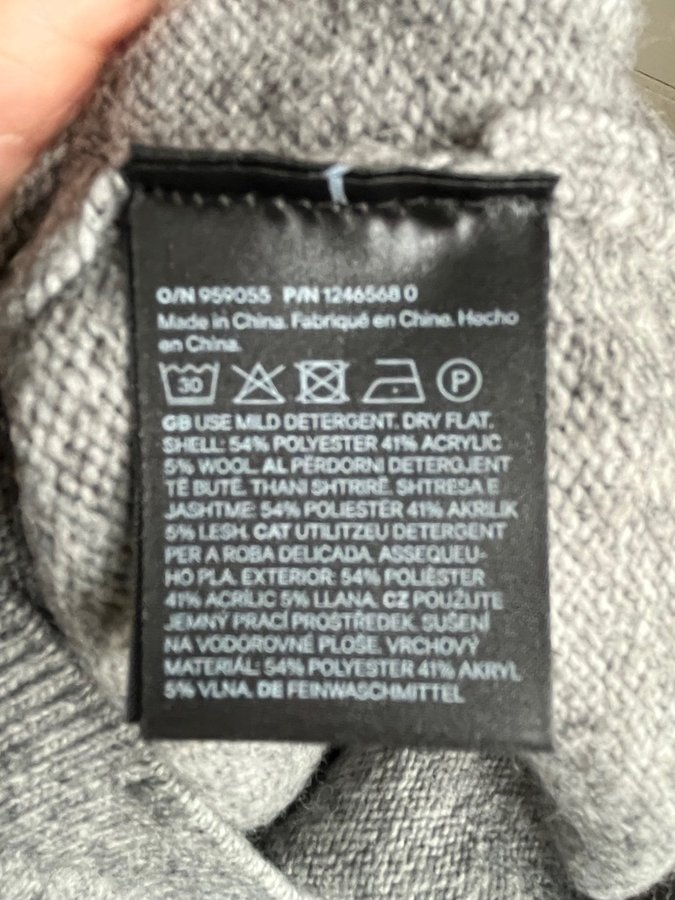 O/N 959055 P/N 1246568 0
Made in China. Fabriqué en Chine. Hecho
en China.
30 P
GB USE MILD DETERGENT. DRY FLAT.
SHELL: 54% POLYESTER 41% ACRYLIC
5% WOOL. AL PËRDORNI DETERGJENT
TË BUTË. THANI SHTRIRË. SHTRESA E
JASHTME: 54% POLIESTER 41% AKRILIK
5% LESH. CAT UTILITZEU DETERGENT
PER A ROBA DELICADA. ASSEQUEU-
HO PLA. EXTERIOR: 54% POLIÈSTER
41% ACRÍLIC 5% LLANA. CZ POUŽIJTE
JEMNÝ PRACÍ PROSTŘEDEK. SUŠENÍ
NA VODOROVNÉ PLOŠE. VRCHOVÝ
MATERIÁL: 54% POLYESTER 41% AKRYL
5% VLNA. DE FEINWASCHMITTEL